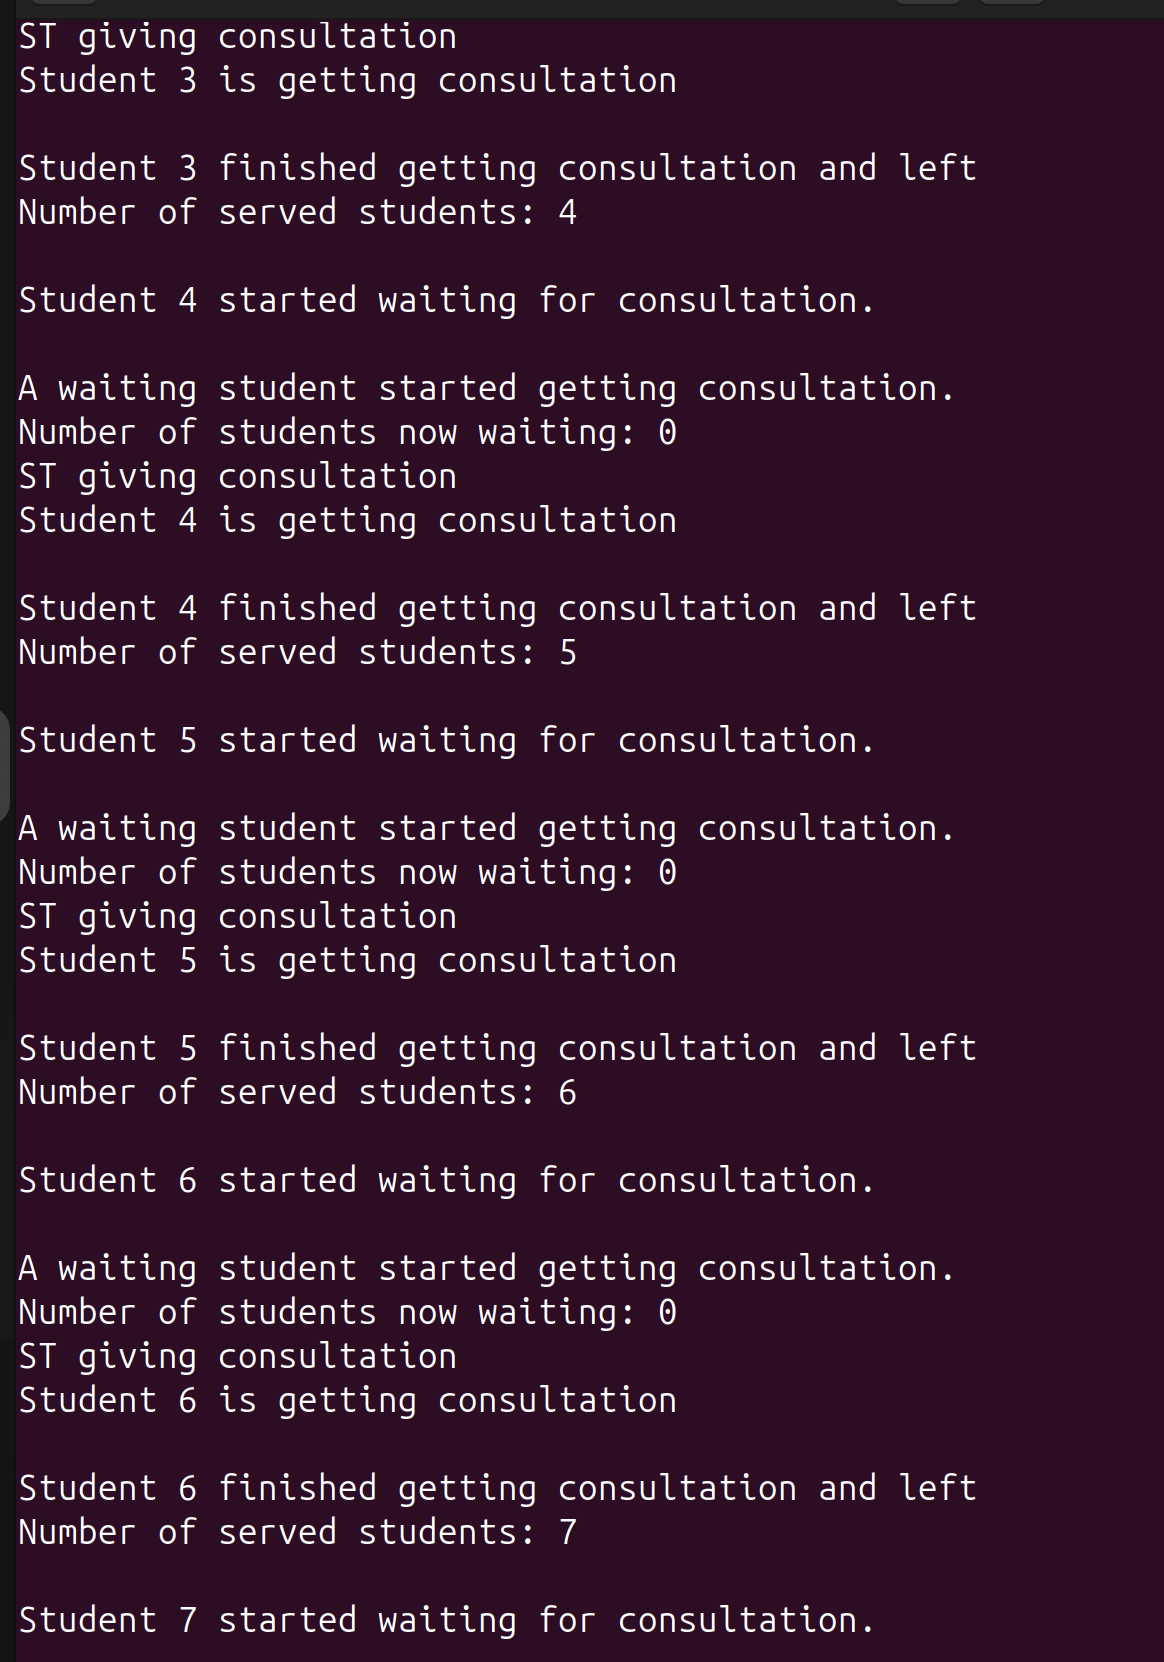 ST giving consultation
Student 3 is getting consultation
Student 3 finished getting consultation and left
Number of served students: 4
Student 4 started waiting for consultation.
A waiting student started getting consultation.
Number of students now waiting: 0
ST giving consultation
Student 4 is getting consultation
Student 4 finished getting consultation and left
Number of served students: 5
Student 5 started waiting for consultation.
A waiting student started getting consultation.
Number of students now waiting: 0
ST giving consultation
Student 5 is getting consultation
Student 5 finished getting consultation and left
Number of served students: 6
Student 6 started waiting for consultation.
A waiting student started getting consultation.
Number of students now waiting: 0
ST giving consultation
Student 6 is getting consultation
Student 6 finished getting consultation and left
Number of served students: 7
Student 7 started waiting for consultation.